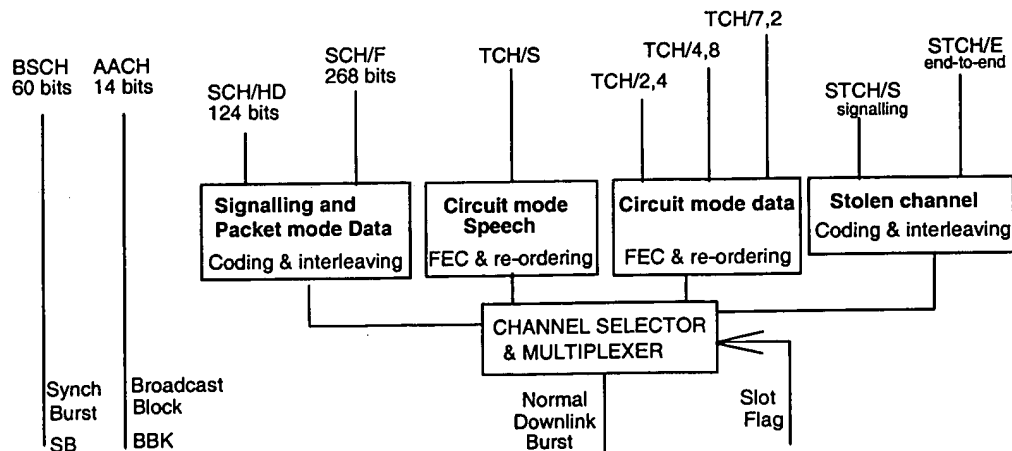 BSCH
60 bits
AACH
14 bits
SCH/HD
124 bits
SCH/F
268 bits
TCH/S
TCH/2,4
TCH/4,8
TCH/7,2
STCH/S
signalling
STCH/E
end-to-end
Signalling and
Packet mode Data
Coding & interleaving
Circuit mode
Speech
FEC & re-ordering
Circuit mode data
FEC & re-ordering
Stolen channel
Coding & interleaving
CHANNEL SELECTOR
& MULTIPLEXER
Synch
Burst
SB
Broadcast
Block
BBK
Normal
Downlink
Burst
Slot
Flag